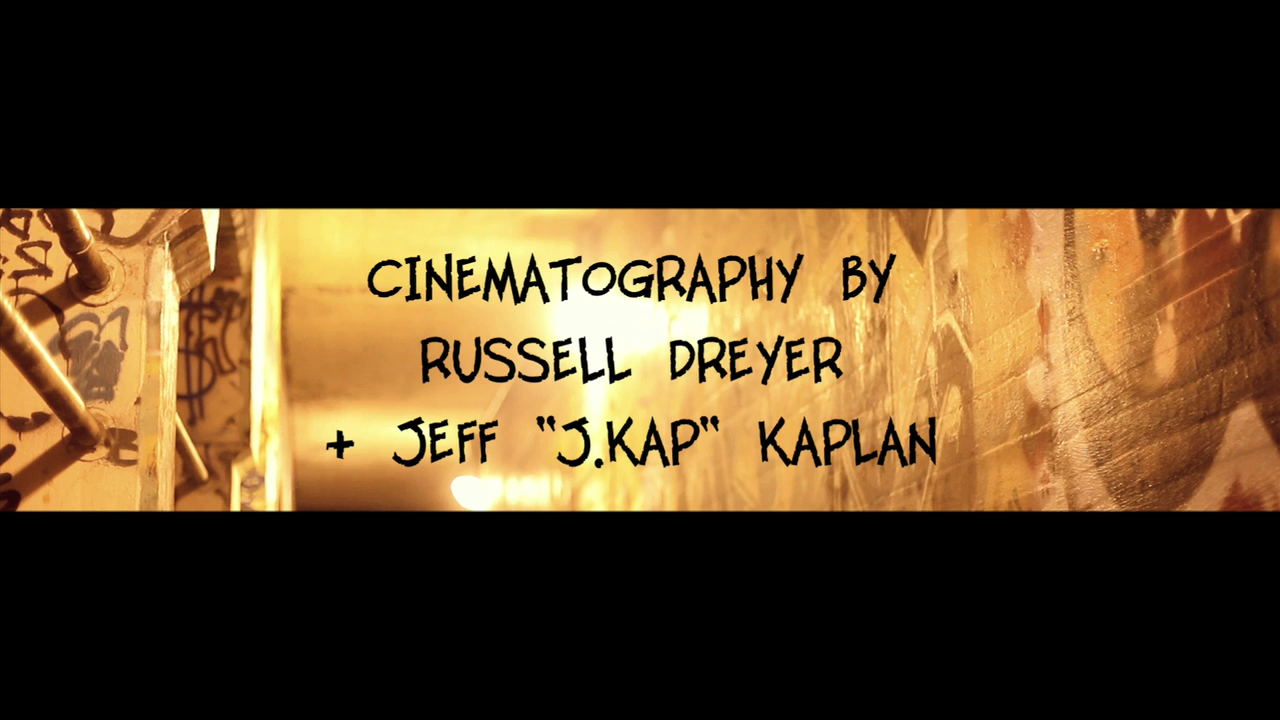 CINEMATOGRAPHY BY
RUSSELL DREYER
+ JEFF "J.KAP" KAPLAN